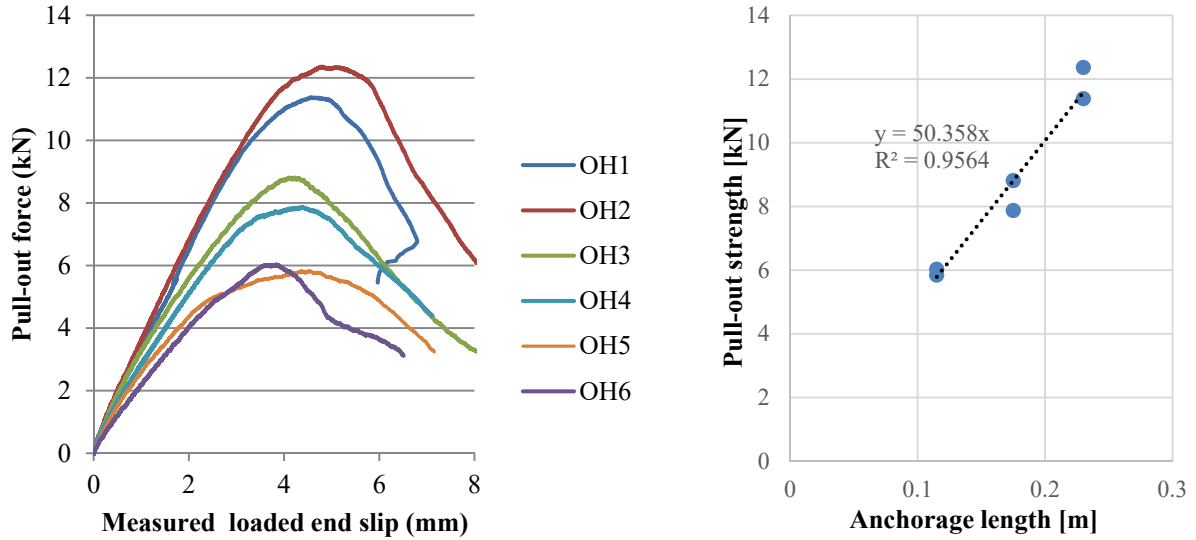 14
12
10
8
6
4
2
0
Pull-out force (kN)
0 2 4 6 8
Measured loaded end slip (mm)
OH1
OH2
OH3
OH4
OH5
OH6
14
12
10
8
6
4
2
0
Pull-out strength [kN]
y = 50.358x
R² = 0.9564
0 0.1 0.2 0.3
Anchorage length [m]